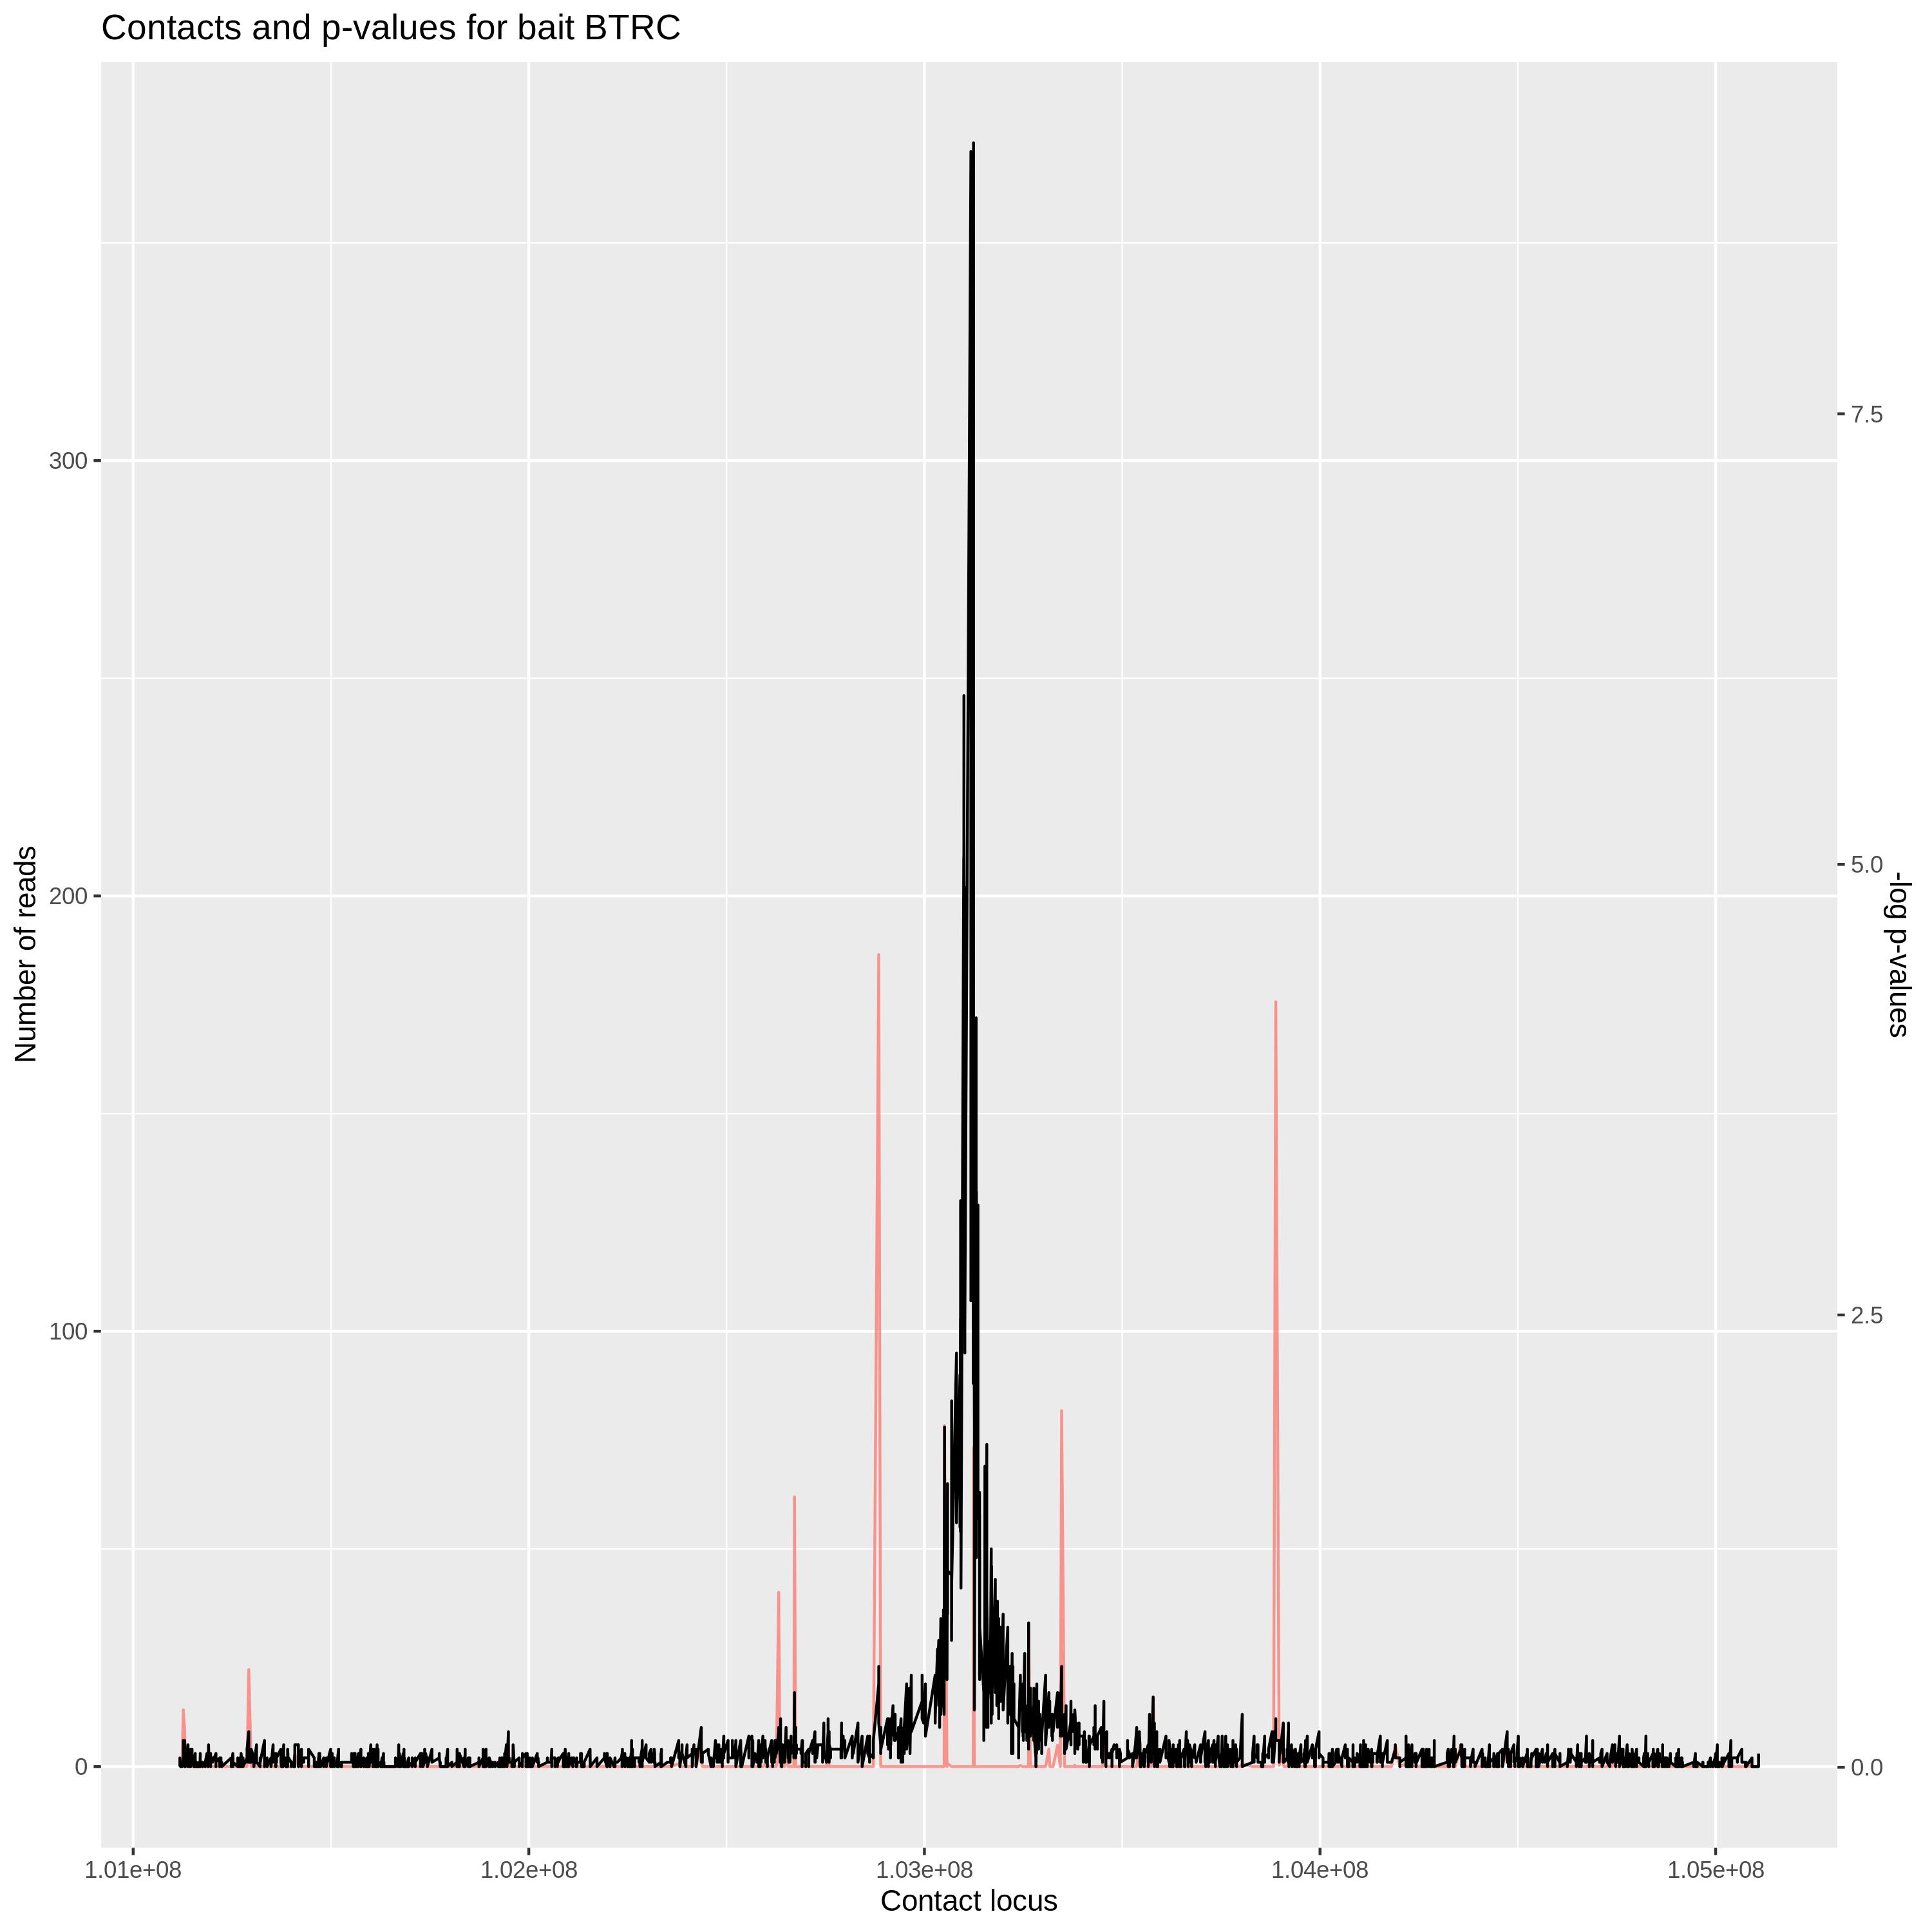 Contacts and p-values for bait BTRC
Number of reads
300
200
100
0
7.5
5.0
2.5
0.0
-log p-values
1.01e+08
1.02e+08
1.03e+08
1.04e+08
1.05e+08
Contact locus